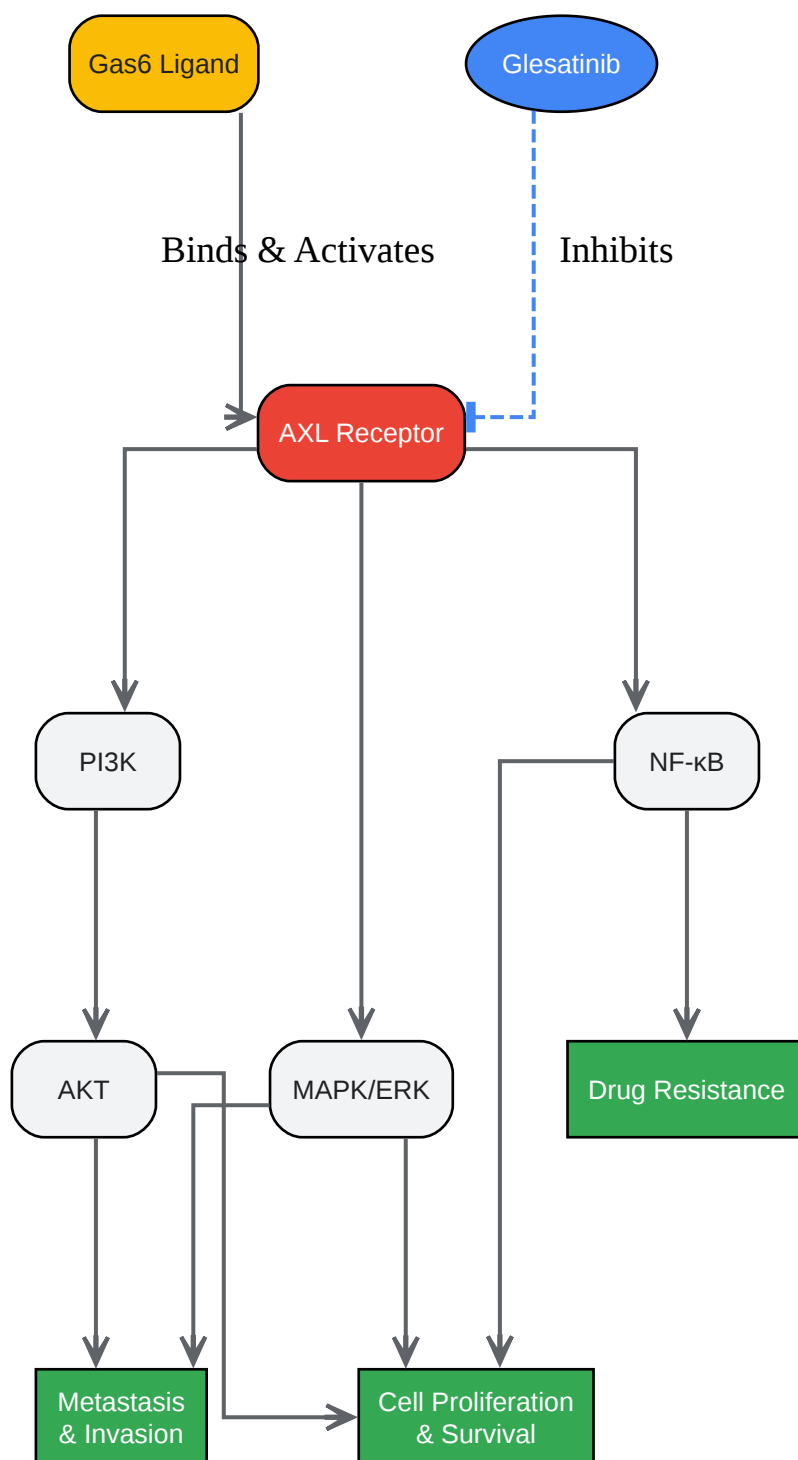 Gas6 Ligand
Glesatinib
Binds & Activates
Inhibits
AXL Receptor
PI3K
NF-κB
AKT
MAPK/ERK
Drug Resistance
Metastasis
& Invasion
Cell Proliferation
& Survival